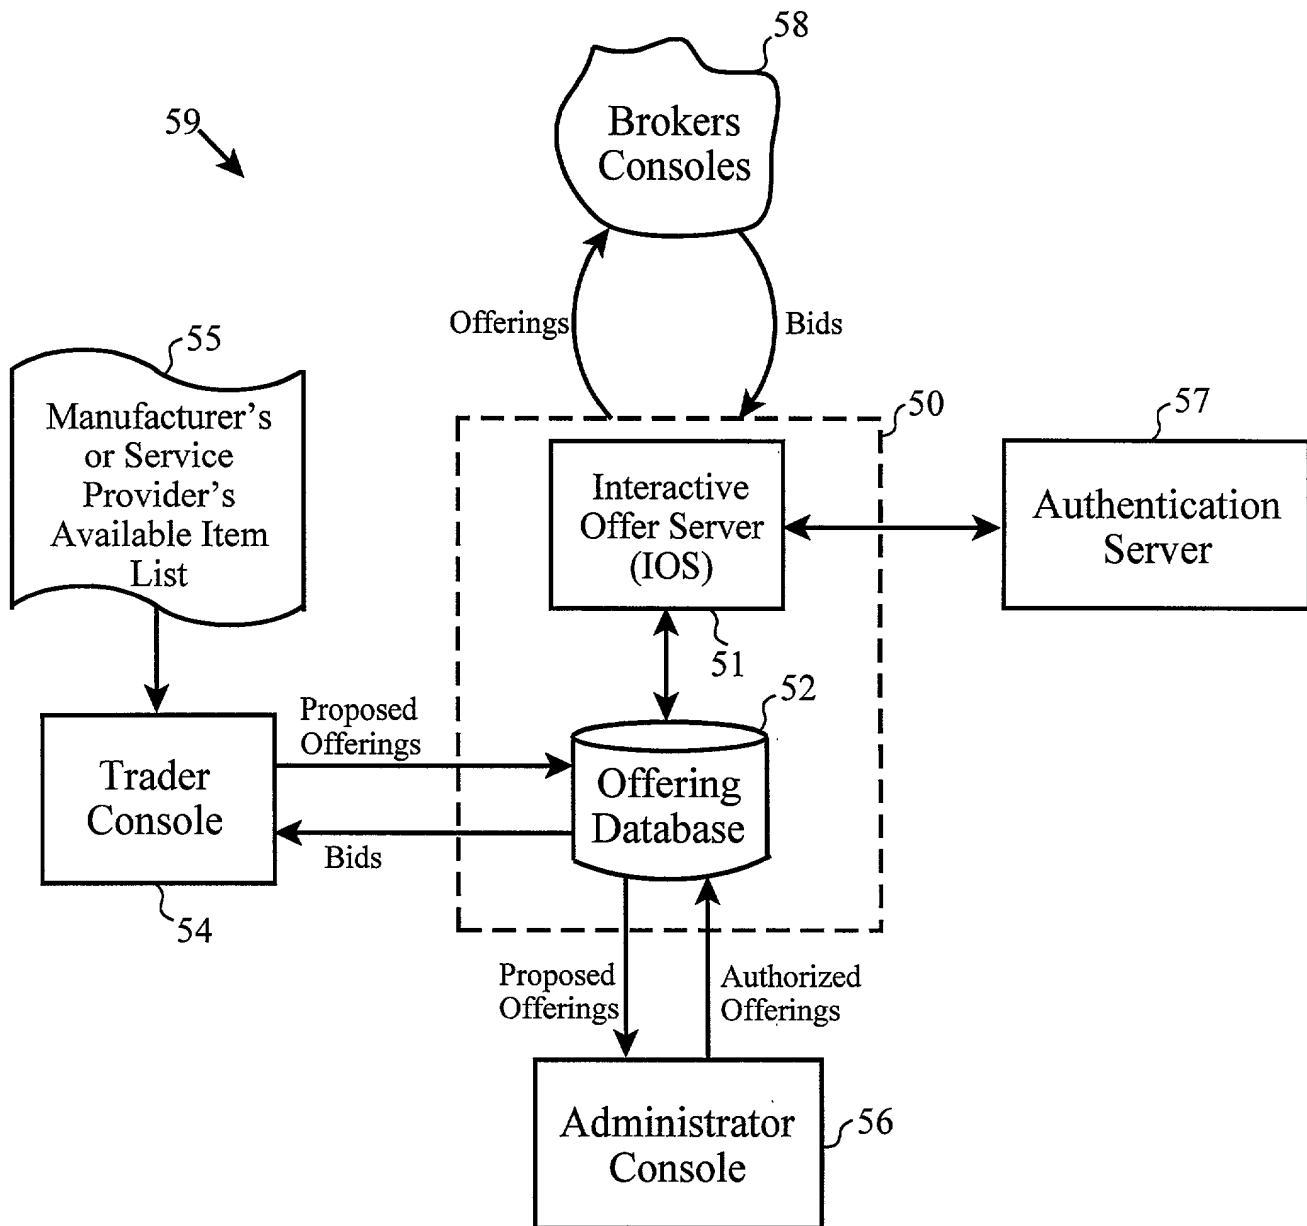 58
59
Brokers
Consoles
Offerings
Bids
55
Manufacturer's
or Service
Provider's
Available Item
List
50
57
Interactive
Offer Server
(IOS)
Authentication
Server
51
52
Proposed
Offerings
Trader
Console
Offering
Database
Bids
54
Proposed
Offerings
Authorized
Offerings
Administrator
Console
56